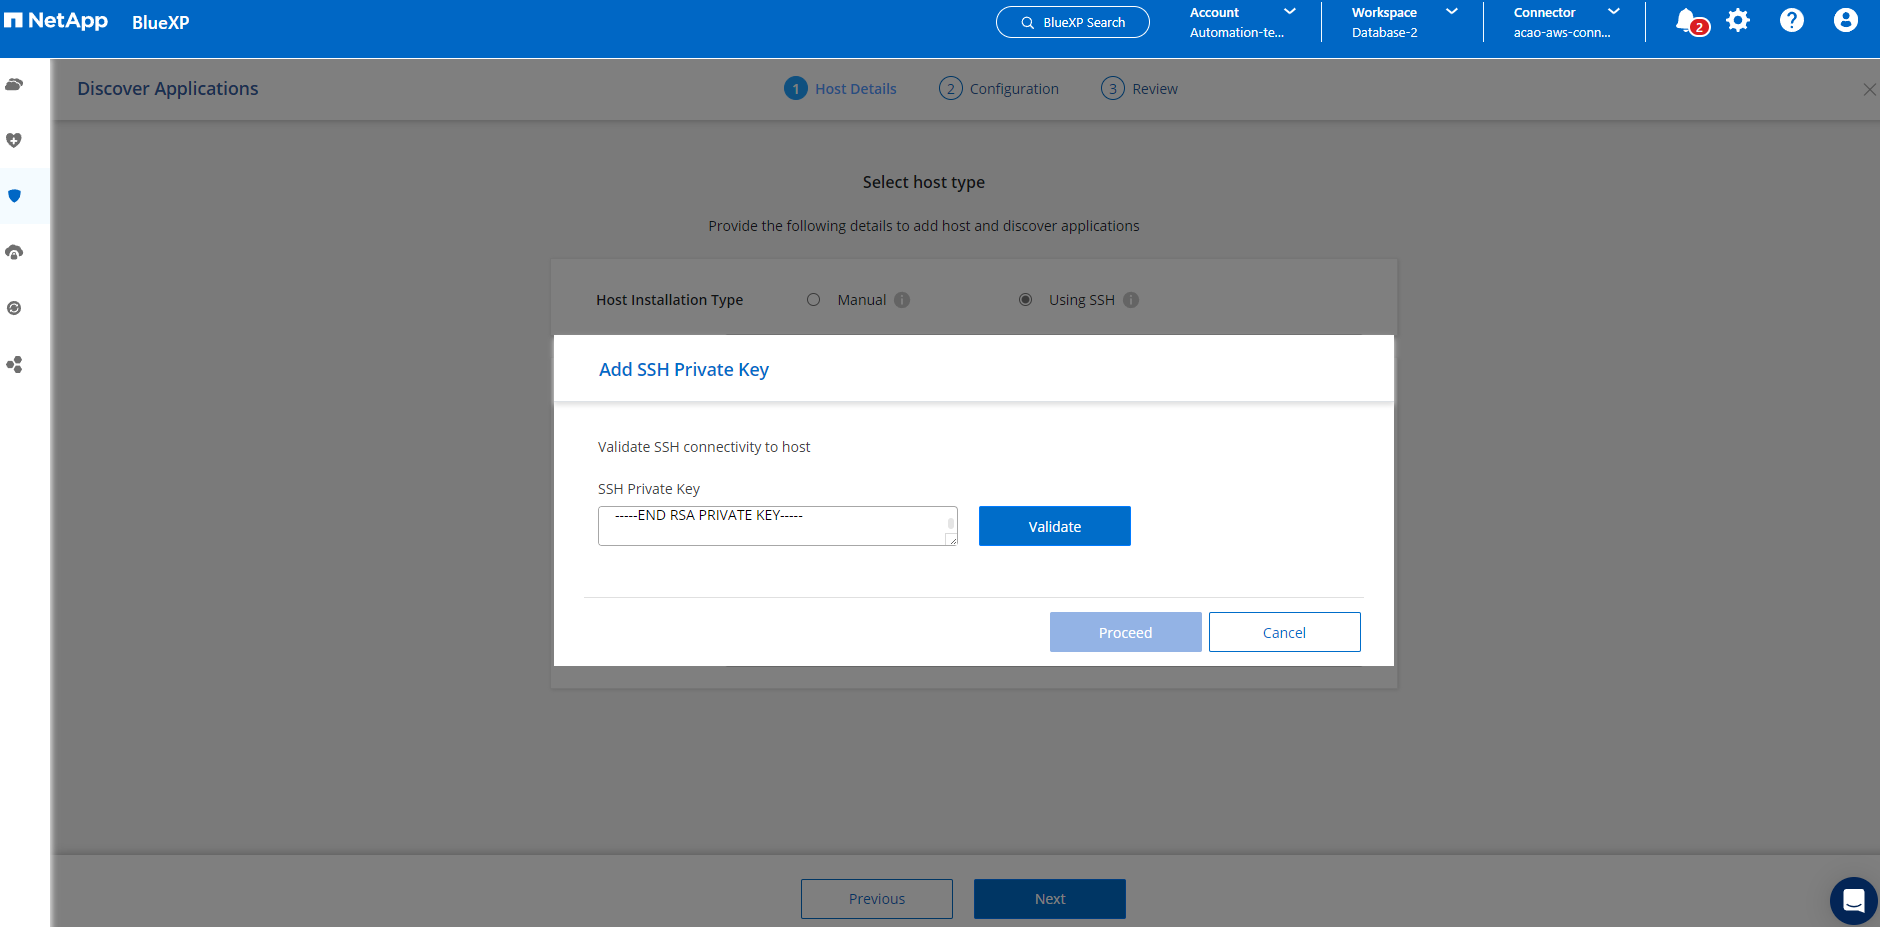 NetApp BlueXP
BlueXP Search
Account
Automation-te...
Workspace
Database-2
Connector
acao-aws-conn...
2
Discover Applications
1 Host Details
2 Configuration
3 Review
Select host type
Provide the following details to add host and discover applications
Host Installation Type
Manual
Using SSH
Add SSH Private Key
Validate SSH connectivity to host
SSH Private Key
-----END RSA PRIVATE KEY-----
Validate
Proceed
Cancel
Previous
Next